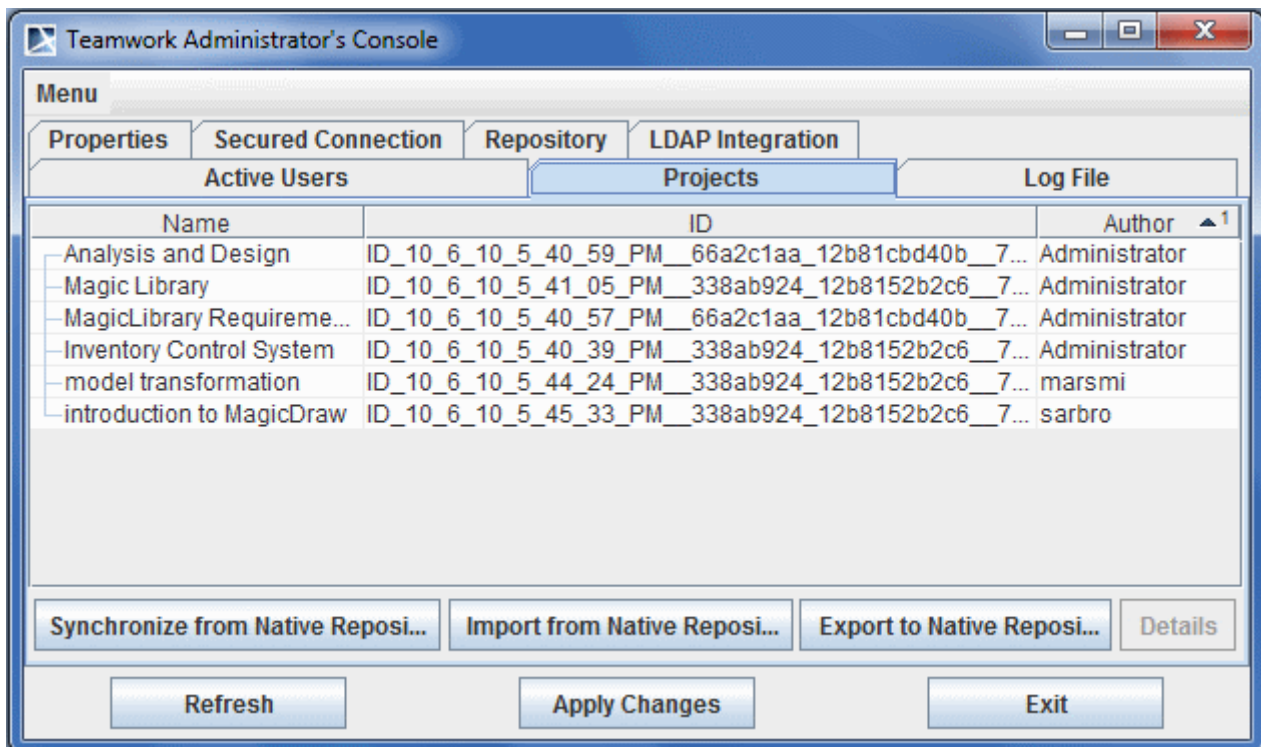 Teamwork Administrator's Console
Menu
Properties Secured Connection Repository LDAP Integration
Active Users Projects Log File
Name ID Author 1
Analysis and Design ID_10_6_10_5_40_59_PM__66a2c1aa_12b81cbd40b__7... Administrator
Magic Library ID_10_6_10_5_41_05_PM__338ab924_12b8152b2c6__7... Administrator
MagicLibrary Requireme... ID_10_6_10_5_40_57_PM__66a2c1aa_12b81cbd40b__7... Administrator
Inventory Control System ID_10_6_10_5_40_39_PM__338ab924_12b8152b2c6__7... Administrator
model transformation ID_10_6_10_5_44_24_PM__338ab924_12b8152b2c6__7... marsmi
introduction to MagicDraw ID_10_6_10_5_45_33_PM__338ab924_12b8152b2c6__7... sarbro
Synchronize from Native Reposi... Import from Native Reposi... Export to Native Reposi... Details
Refresh Apply Changes Exit